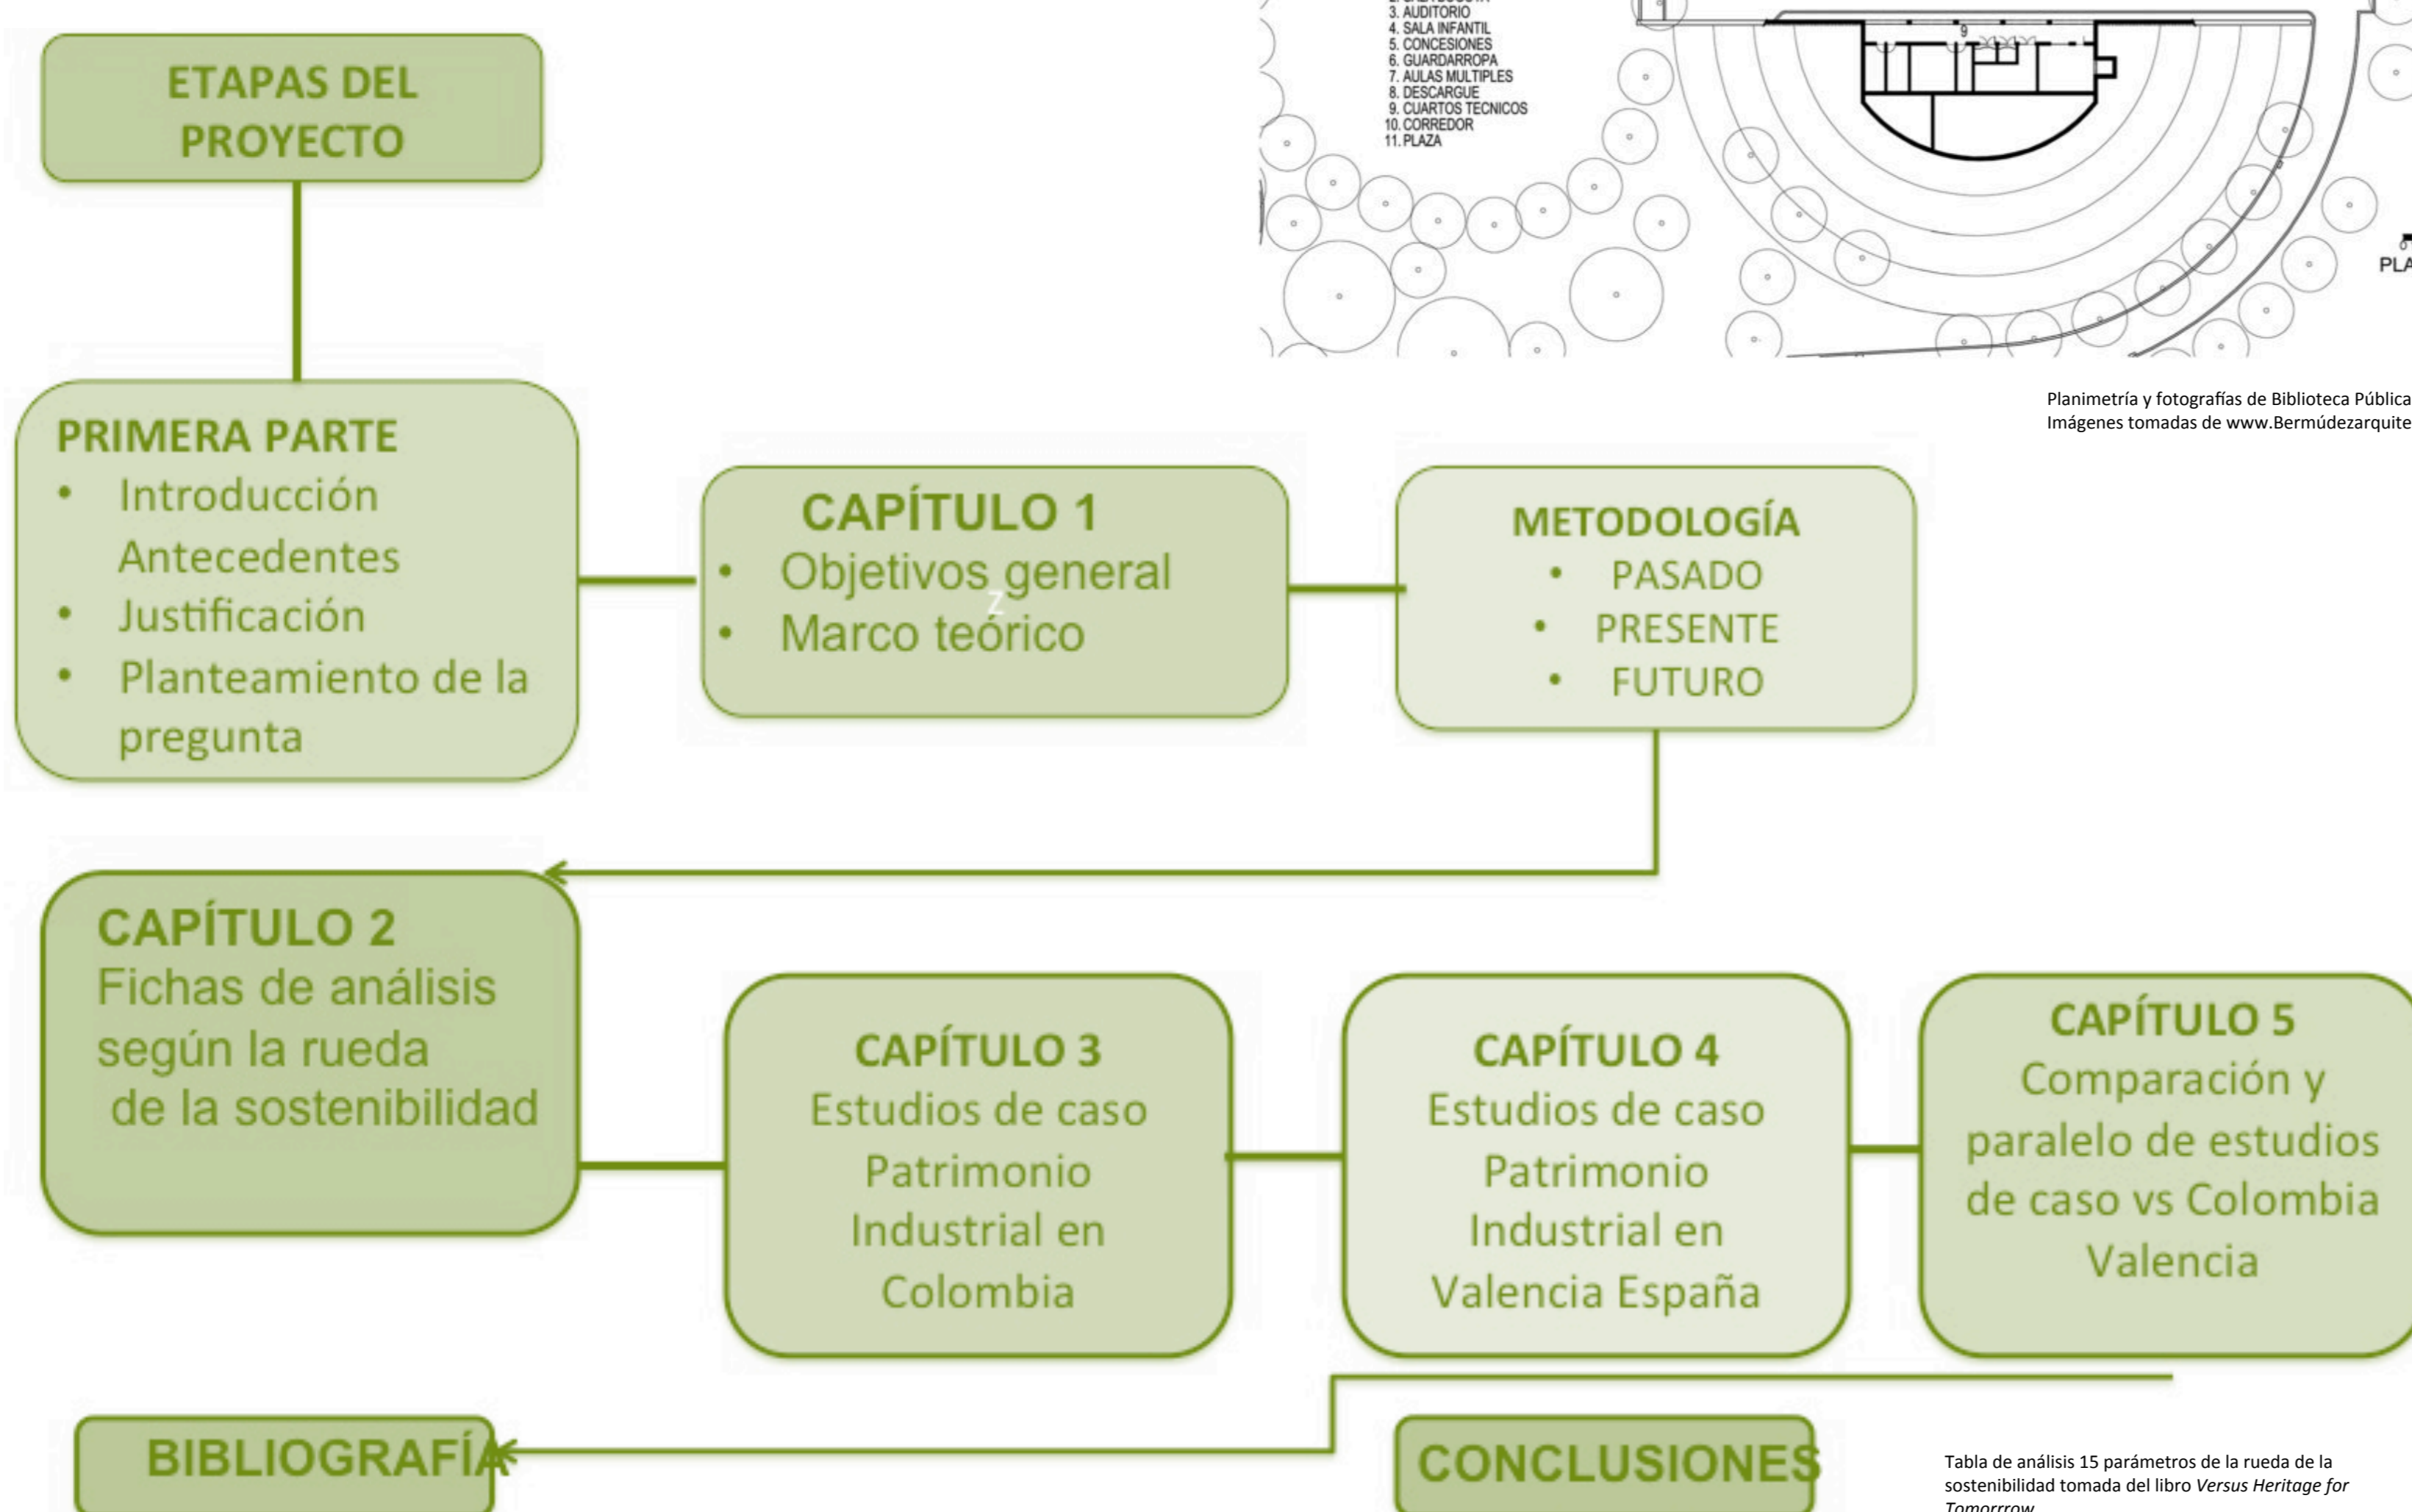 3. AUDITORIO
4. SALA INFANTIL
5. CONCESIONES
6. GUARDARROPA
7. AULAS MULTIPLES
8. DESCARGUE
9. CUARTOS TECNICOS
10. CORREDOR
11. PLAZA
9
Planimetría y fotografías de Biblioteca Pública
Imágenes tomadas de www.Bermúdezarquite
ETAPAS DEL
PROYECTO
PRIMERA PARTE
• Introducción
Antecedentes
• Justificación
• Planteamiento de la
pregunta
CAPÍTULO 1
• Objetivos general
z
• Marco teórico
METODOLOGÍA
• PASADO
• PRESENTE
• FUTURO
CAPÍTULO 2
Fichas de análisis
según la rueda
de la sostenibilidad
CAPÍTULO 3
Estudios de caso
Patrimonio
Industrial en
Colombia
CAPÍTULO 4
Estudios de caso
Patrimonio
Industrial en
Valencia España
CAPÍTULO 5
Comparación y
paralelo de estudios
de caso vs Colombia
Valencia
BIBLIOGRAFÍA
CONCLUSIONES
Tabla de análisis 15 parámetros de la rueda de la
sostenibilidad tomada del libro Versus Heritage for
Tomorrrow